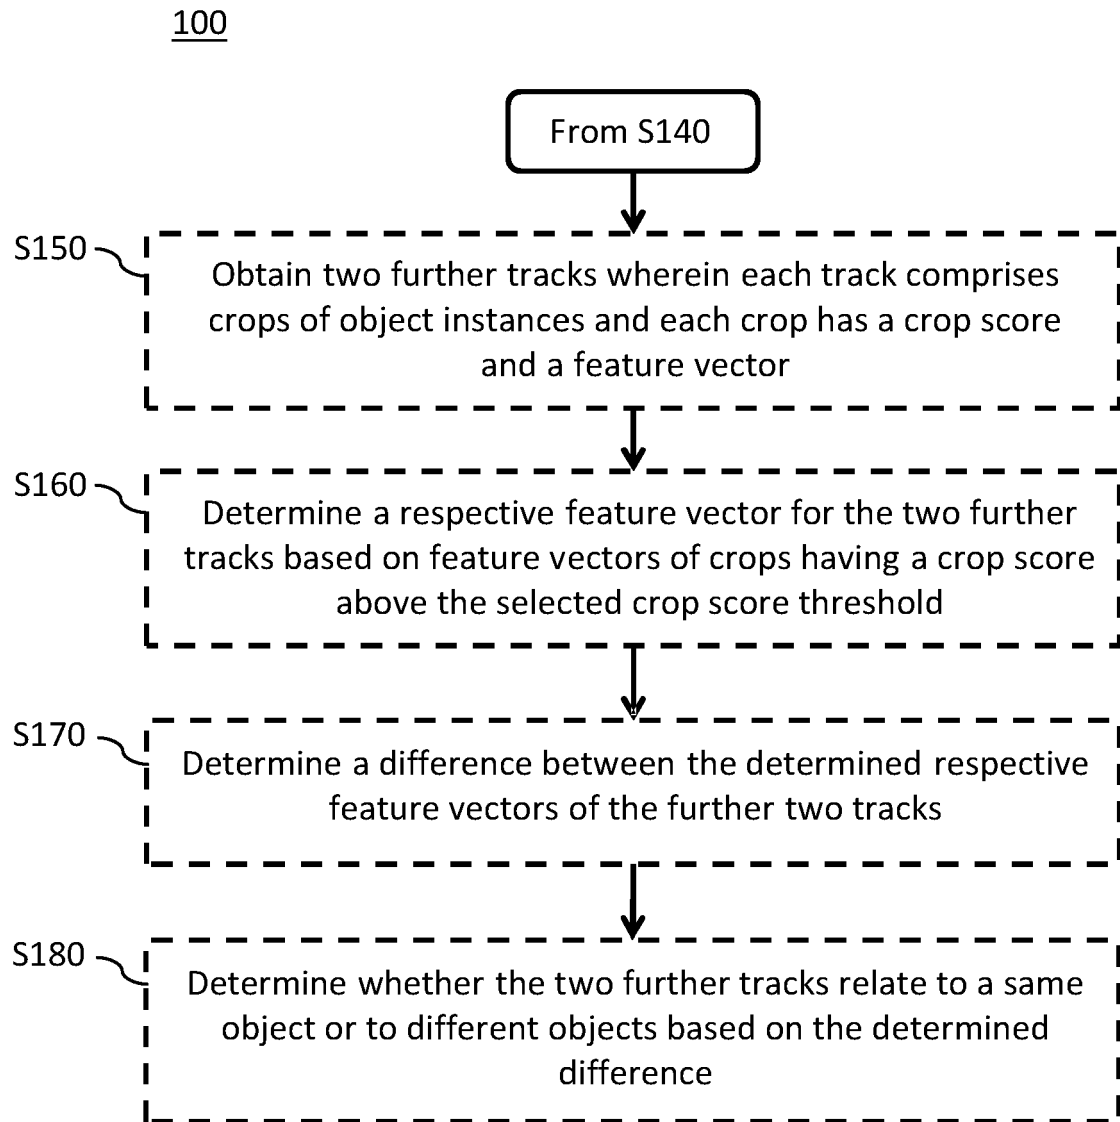 100
From S140
S150
Obtain two further tracks wherein each track comprises
crops of object instances and each crop has a crop score
and a feature vector
S160
Determine a respective feature vector for the two further
tracks based on feature vectors of crops having a crop score
above the selected crop score threshold
S170
Determine a difference between the determined respective
feature vectors of the further two tracks
S180
Determine whether the two further tracks relate to a same
object or to different objects based on the determined
difference